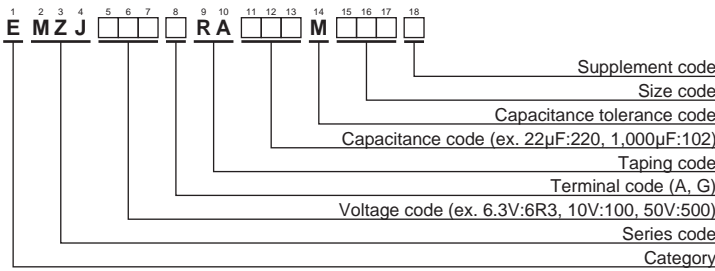 1 2 3 4 5 6 7 8 9 10 11 12 13 14 15 16 17 18
E MZJ □□□ □ RA □□□ M □□□ □
Supplement code
Size code
Capacitance tolerance code
Capacitance code (ex. 22μF:220, 1,000μF:102)
Taping code
Terminal code (A, G)
Voltage code (ex. 6.3V:6R3, 10V:100, 50V:500)
Series code
Category